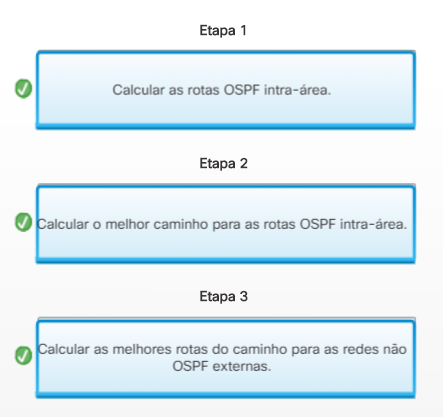 Etapa 1
Calcular as rotas OSPF intra-área.
Etapa 2
Calcular o melhor caminho para as rotas OSPF intra-área.
Etapa 3
Calcular as melhores rotas do caminho para as redes não
OSPF externas.